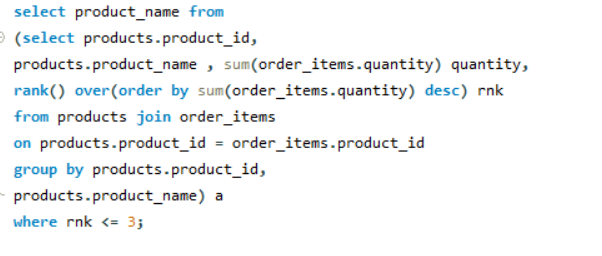 select product_name from
(select products.product_id,
products.product_name , sum(order_items.quantity) quantity,
rank() over(order by sum(order_items.quantity) desc) rnk
from products join order_items
on products.product_id = order_items.product_id
group by products.product_id,
products.product_name) a
where rnk <= 3;